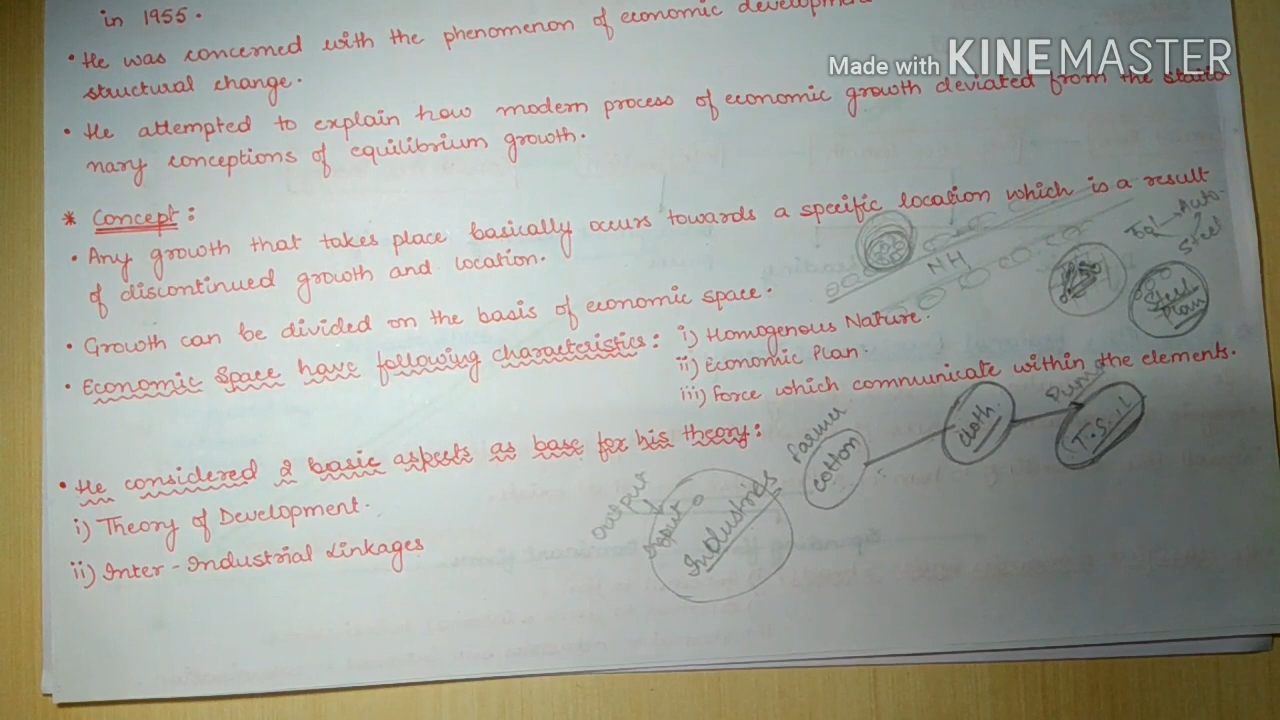 in 1955.
• He was concerned with the phenomenon of economic development
structural change.
Made with KINEMASTER
• He attempted to explain how modern process of economic growth deviated from the statio
nary conceptions of equilibrium growth.
* Concept:
• Any growth that takes place basically occurs towards a specific location which is a result
of discontinued growth and location.
NH
Auto.
Steel
Steel Plan
• Growth can be divided on the basis of economic space.
• Economic Space have following characteristics: i) Homogenous Nature.
ii) Economic Plan.
iii) Force which communicate within the elements.
• He considered 2 basic aspects as base for his theory:
i) Theory of Development.
ii) Inter-Industrial Linkages
Output
Input
Industries
Farmer
Cotton
Cloth.